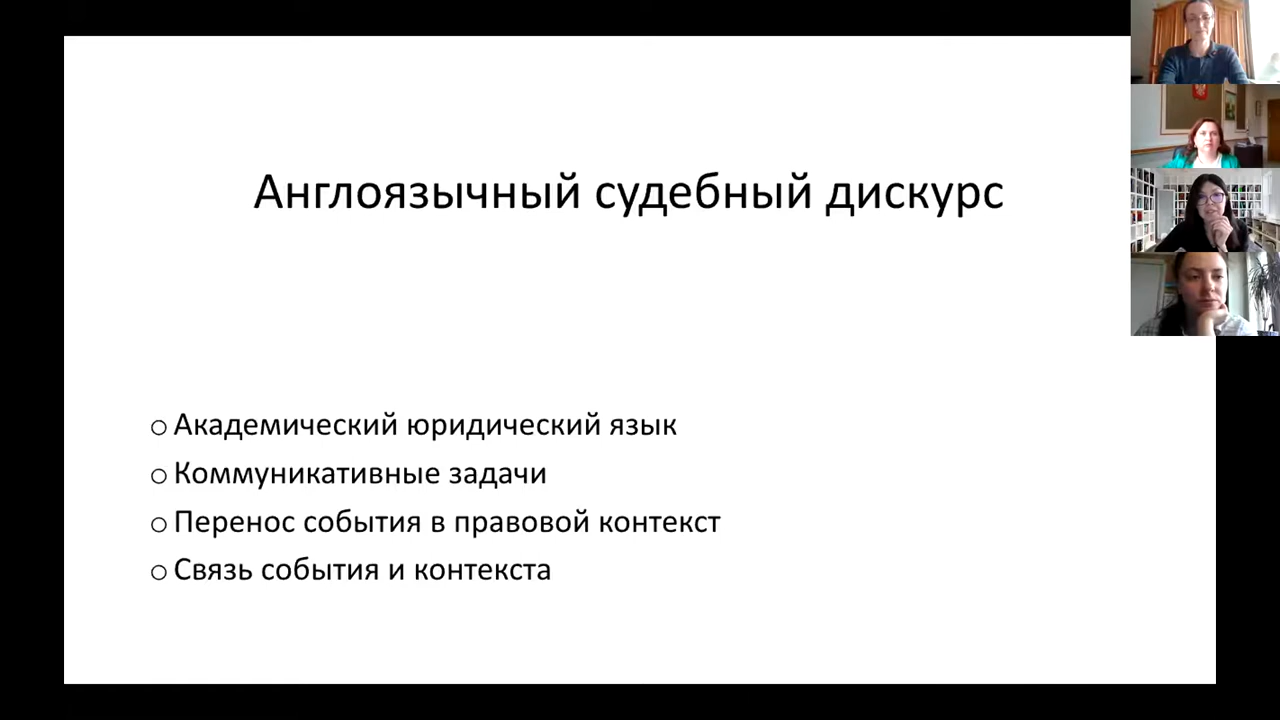 Англоязычный судебный дискурс
Академический юридический язык
Коммуникативные задачи
Перенос события в правовой контекст
Связь события и контекста